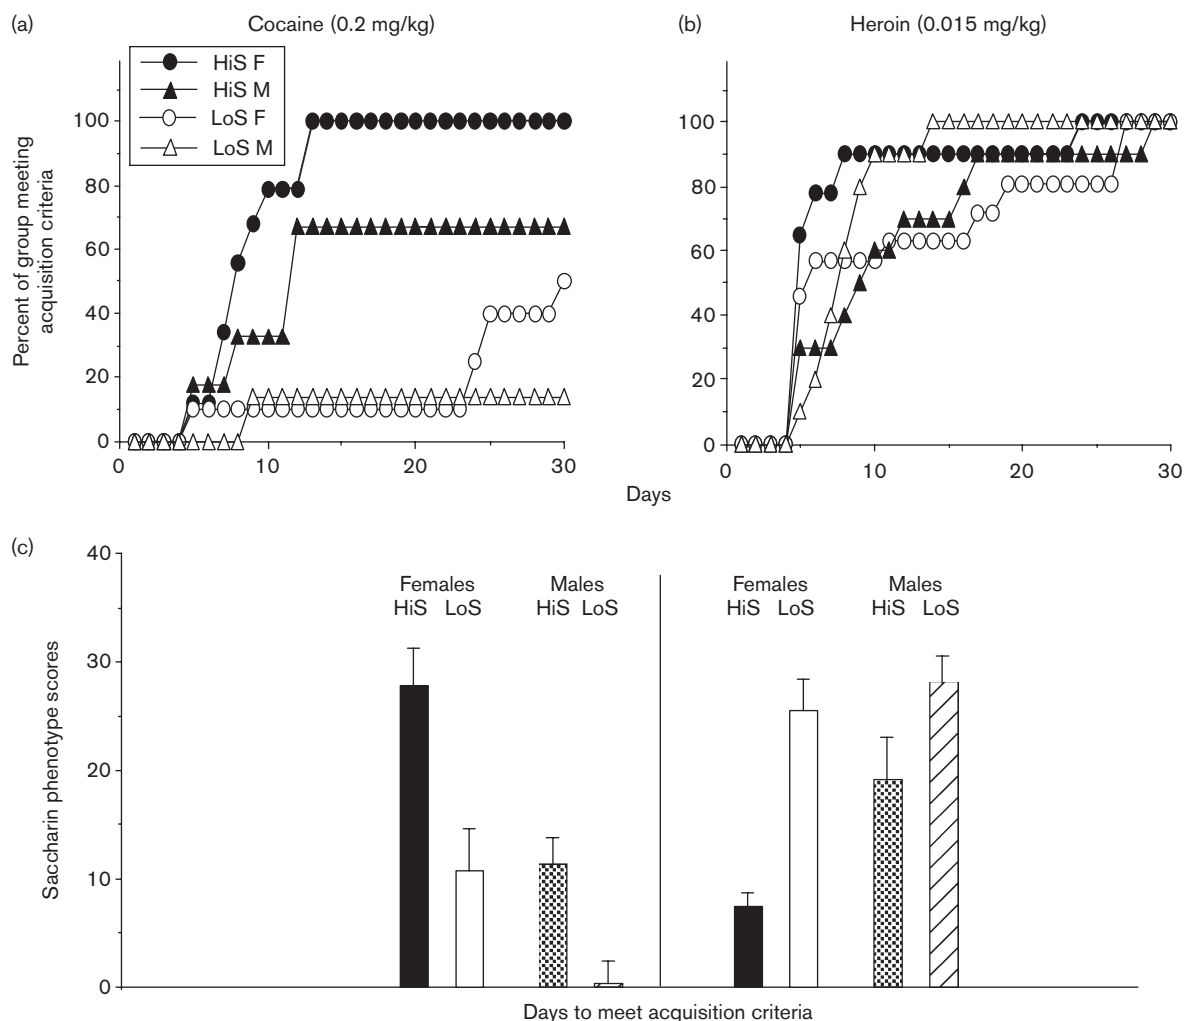 (a)
Cocaine (0.2 mg/kg)
HiS F
HiS M
LoS F
LoS M
Percent of group meeting
acquisition criteria
100
80
60
40
20
0
0
10
20
30
(b)
Heroin (0.015 mg/kg)
100
80
60
40
20
0
0
10
20
30
Days
(c)
Saccharin phenotype scores
40
30
20
10
0
Females
HiS LoS
Males
HiS LoS
Females
HiS LoS
Males
HiS LoS
Days to meet acquisition criteria